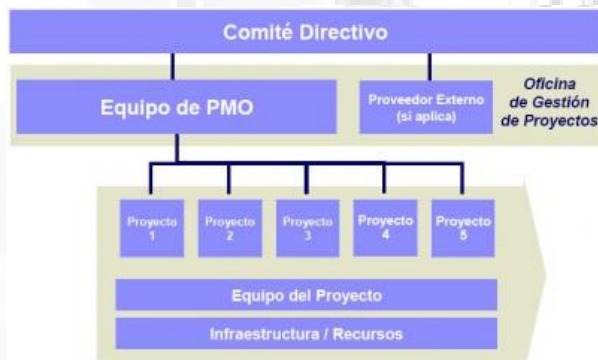 Comité Directivo
Equipo de PMO
Proveedor Externo
(si aplica)
Oficina
de Gestión
de Proyectos
Proyecto
1
Proyecto
2
Proyecto
3
Proyecto
4
Proyecto
5
Equipo del Proyecto
Infraestructura / Recursos